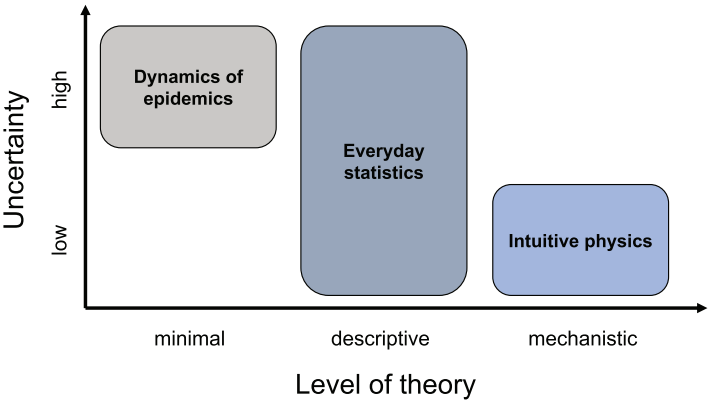 Dynamics of
epidemics
Everyday
statistics
Intuitive physics
Uncertainty
high
low
minimal
descriptive
mechanistic
Level of theory